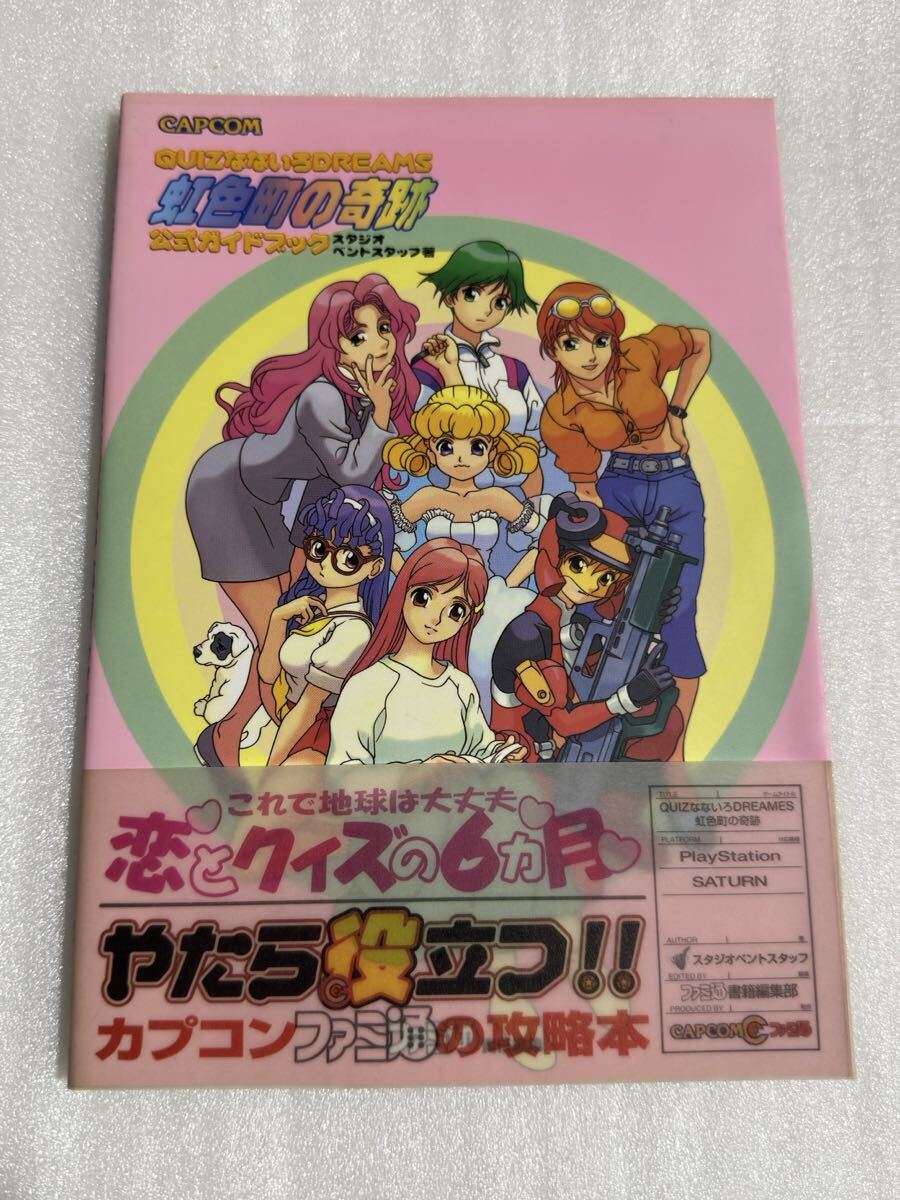 CAPCOM
QUIZなないろDREAMS
虹色町の奇跡
公式ガイドブック
スタジオ
ベントスタッフ著
これで地球は大丈夫
恋とクイズの6カ月
やたら役立つ!!
カプコンファミ通の攻略本
TITLE
ゲームタイトル
QUIZなないろDREAMES
虹色町の奇跡
PLATFORM
対応機種
PlayStation
SATURN
AUTHOR
著
スタジオベントスタッフ
EDITED BY
編集
ファミ通書籍編集部
PRODUCED BY
CAPCOM ファミ通